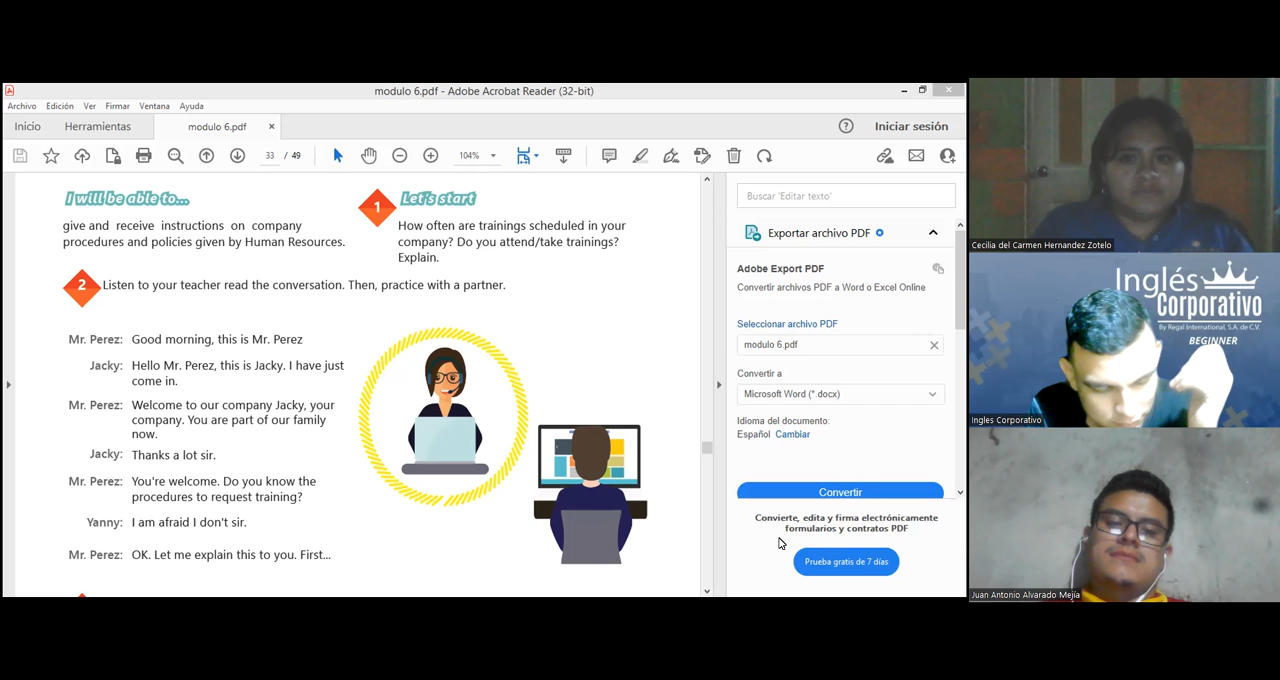 modulo 6.pdf - Adobe Acrobat Reader (32-bit)
Archivo Edición Ver Firmar Ventana Ayuda
Inicio Herramientas modulo 6.pdf × Iniciar sesión
33 / 49 104%
I will be able to...
give and receive instructions on company
procedures and policies given by Human Resources.
1 Let's start
How often are trainings scheduled in your
company? Do you attend/take trainings?
Explain.
2 Listen to your teacher read the conversation. Then, practice with a partner.
Mr. Perez: Good morning, this is Mr. Perez
Jacky: Hello Mr. Perez, this is Jacky. I have just
come in.
Mr. Perez: Welcome to our company Jacky, your
company. You are part of our family
now.
Jacky: Thanks a lot sir.
Mr. Perez: You're welcome. Do you know the
procedures to request training?
Yanny: I am afraid I don't sir.
Mr. Perez: OK. Let me explain this to you. First...
Buscar 'Editar texto'
Exportar archivo PDF
Adobe Export PDF
Convertir archivos PDF a Word o Excel Online
Seleccionar archivo PDF
modulo 6.pdf
Convertir a
Microsoft Word (*.docx)
Idioma del documento:
Español Cambiar
Convertir
Convierte, edita y firma electrónicamente
formularios y contratos PDF
Prueba gratis de 7 días
Cecilia del Carmen Hernandez Zotelo
Inglés
Corporativo
By Regal International, S.A. de C.V.
BEGINNER
Ingles Corporativo
Juan Antonio Alvarado Mejía